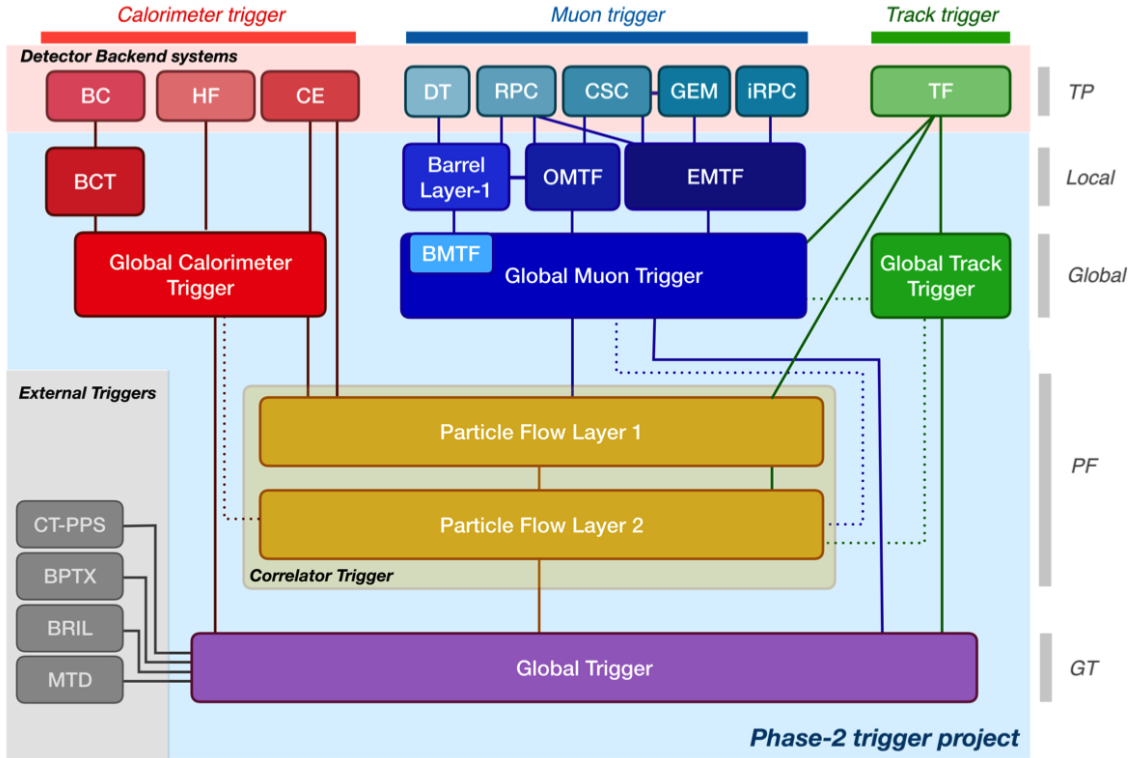 Calorimeter trigger
Muon trigger
Track trigger
Detector Backend systems
BC
HF
CE
DT
RPC
CSC
GEM
iRPC
TF
TP
BCT
Barrel
Layer-1
OMTF
EMTF
Local
Global Calorimeter
Trigger
BMTF
Global Muon Trigger
Global Track
Trigger
Global
External Triggers
Particle Flow Layer 1
PF
Particle Flow Layer 2
Correlator Trigger
CT-PPS
BPTX
BRIL
MTD
Global Trigger
GT
Phase-2 trigger project